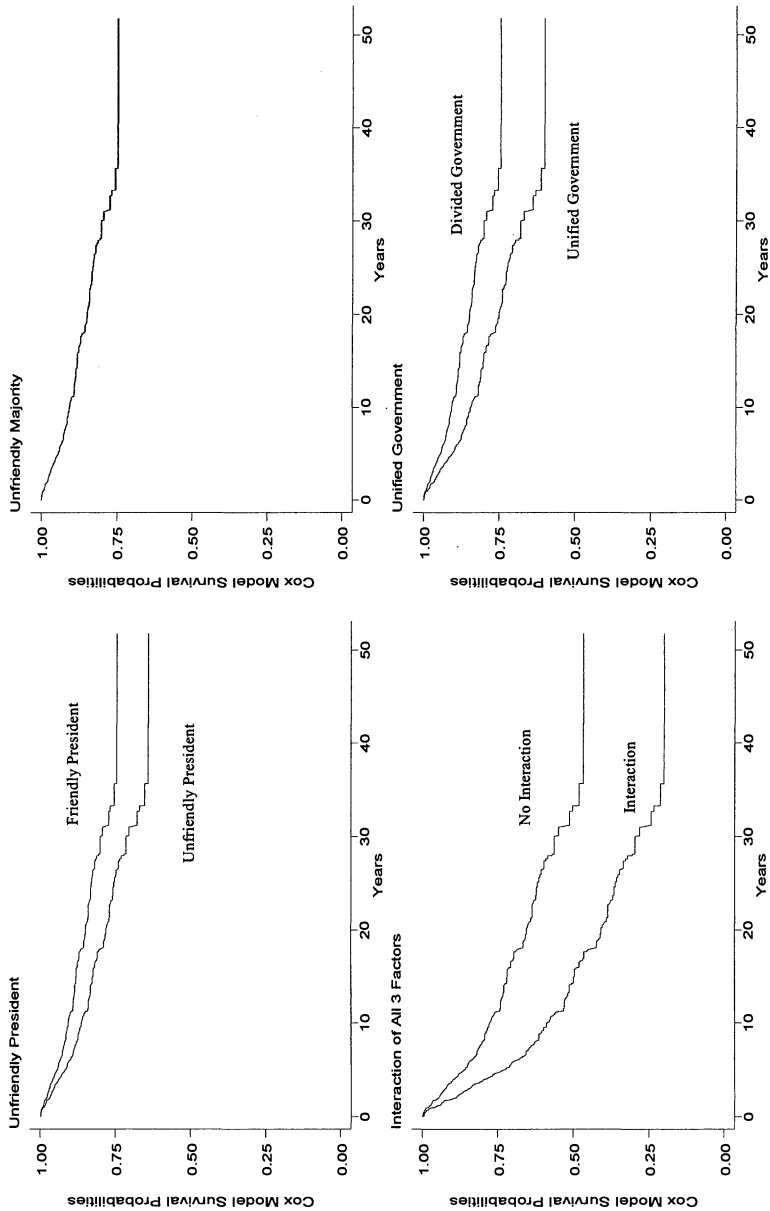 Unfriendly President
Cox Model Survival Probabilities
1.00
0.75
0.50
0.25
0.00
Friendly President
Unfriendly President
0 10 20 30 40 50
Years
Unfriendly Majority
Cox Model Survival Probabilities
1.00
0.75
0.50
0.25
0.00
0 10 20 30 40 50
Years
Interaction of All 3 Factors
Cox Model Survival Probabilities
1.00
0.75
0.50
0.25
0.00
No Interaction
Interaction
0 10 20 30 40 50
Years
Unified Government
Cox Model Survival Probabilities
1.00
0.75
0.50
0.25
0.00
Divided Government
Unified Government
0 10 20 30 40 50
Years